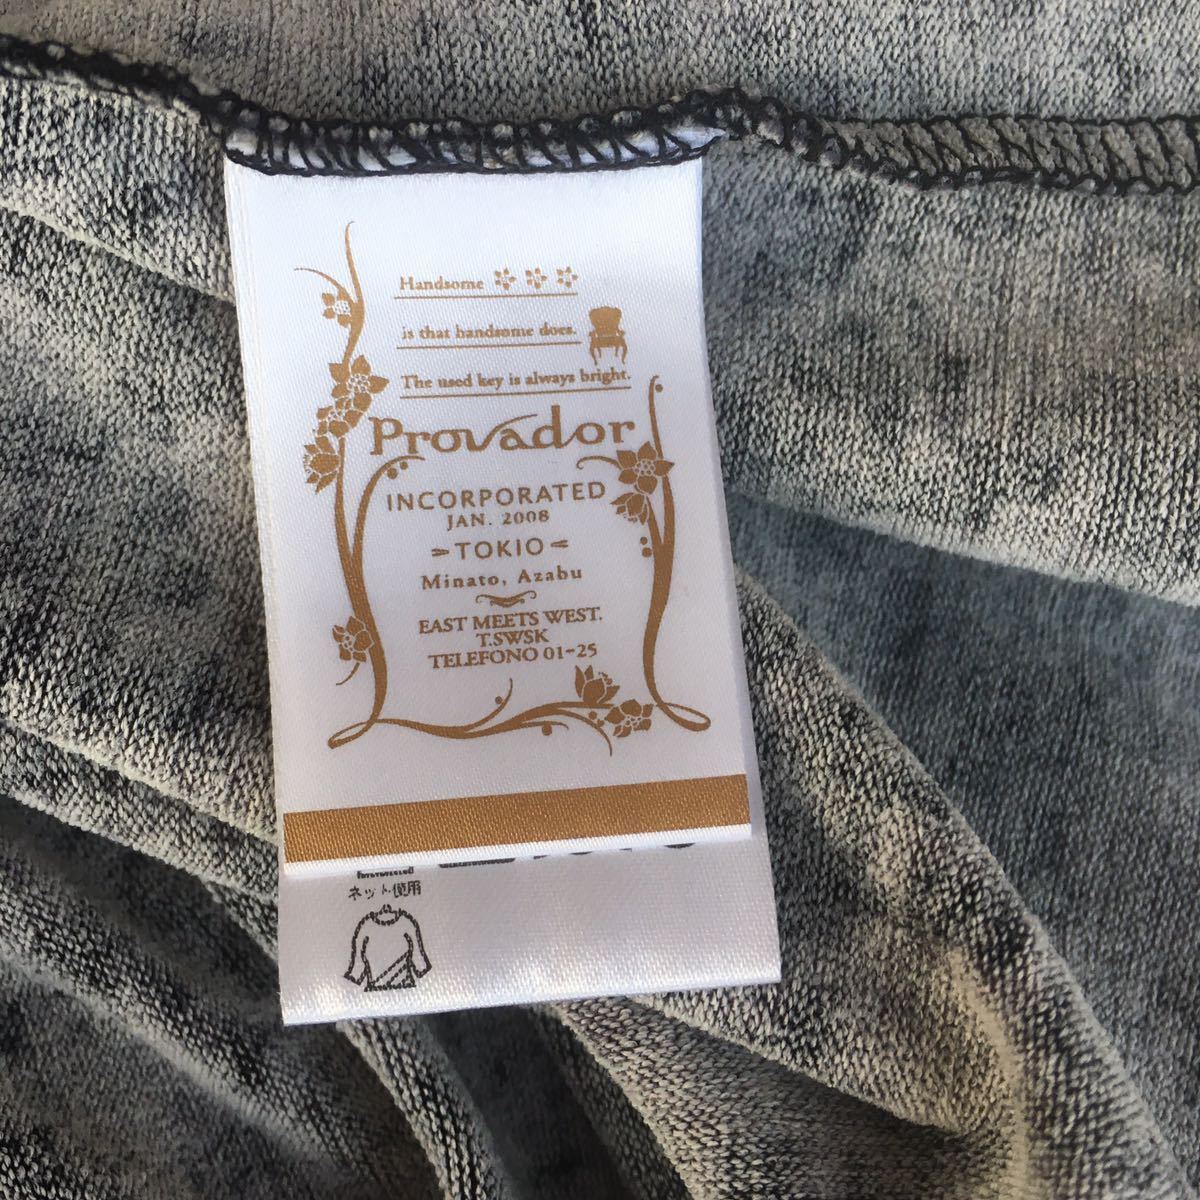 Handsome
is that handsome does.
The used key is always bright.
Provador
INCORPORATED
JAN. 2008
TOKIO
Minato, Azabu
EAST MEETS WEST.
T.SWSK
TELEFONO 01-25
ネット使用